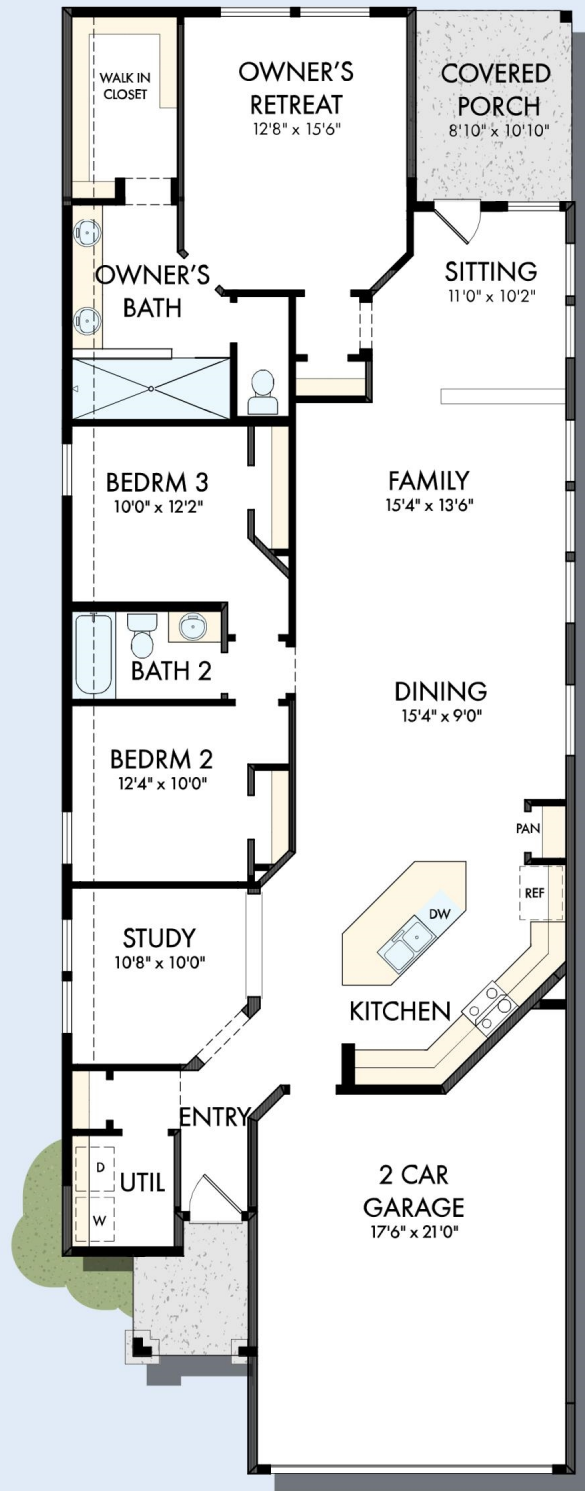 WALK IN
CLOSET
OWNER'S
RETREAT
12'8" x 15'6"
COVERED
PORCH
8'10" x 10'10"
OWNER'S
BATH
SITTING
11'0" x 10'2"
BEDRM 3
10'0" x 12'2"
FAMILY
15'4" x 13'6"
BATH 2
DINING
15'4" x 9'0"
BEDRM 2
12'4" x 10'0"
PAN
REF
DW
STUDY
10'8" x 10'0"
KITCHEN
ENTRY
D
UTIL
W
2 CAR
GARAGE
17'6" x 21'0"